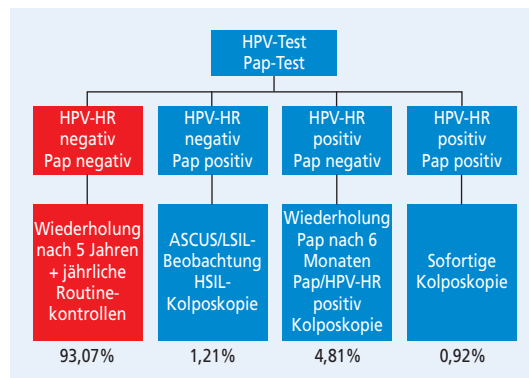 HPV-Test
Pap-Test
HPV-HR
negativ
Pap negativ
HPV-HR
negativ
Pap positiv
HPV-HR
positiv
Pap negativ
HPV-HR
positiv
Pap positiv
Wiederholung
nach 5 Jahren
+ jährliche
Routine-
kontrollen
ASCUS/LSIL-
Beobachtung
HSIL-
Kolposkopie
Wiederholung
Pap nach 6
Monaten
Pap/HPV-HR
positiv
Kolposkopie
Sofortige
Kolposkopie
93,07%
1,21%
4,81%
0,92%